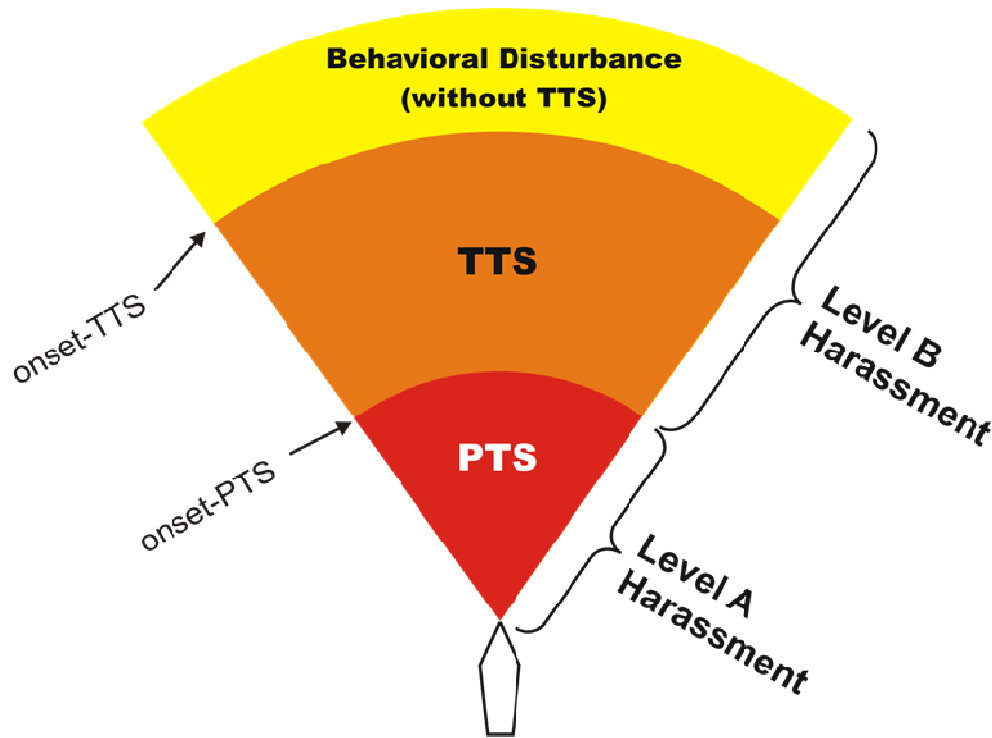 Behavioral Disturbance
(without TTS)
TTS
onset-TTS
Level B
Harassment
PTS
onset-PTS
Level A
Harassment